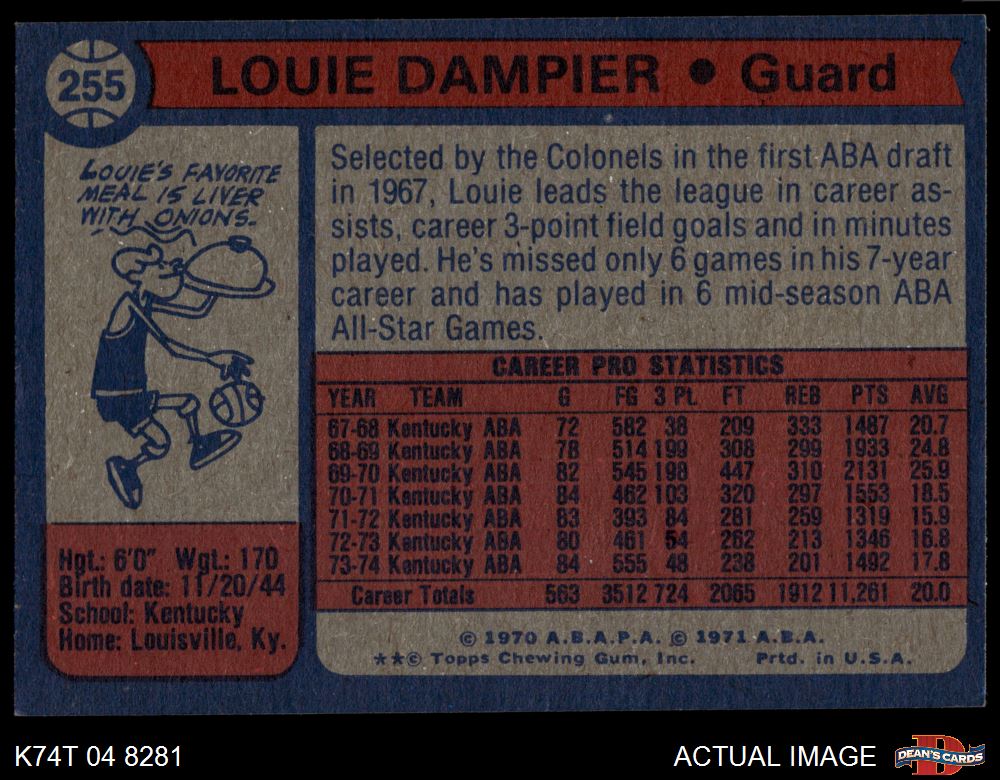 255
LOUIE DAMPIER • Guard
LOUIE'S FAVORITE
MEAL IS LIVER
WITH ONIONS.
Selected by the Colonels in the first ABA draft
in 1967, Louie leads the league in career as-
sists, career 3-point field goals and in minutes
played. He's missed only 6 games in his 7-year
career and has played in 6 mid-season ABA
All-Star Games.
CAREER PRO STATISTICS
YEAR TEAM G FG 3 Pt. FT REB PTS AVG
67-68 Kentucky ABA 72 582 38 209 333 1487 20.7
68-69 Kentucky ABA 78 514 199 308 299 1933 24.8
69-70 Kentucky ABA 82 545 198 447 310 2131 25.9
70-71 Kentucky ABA 84 462 103 320 297 1553 18.5
71-72 Kentucky ABA 83 393 84 281 259 1319 15.9
72-73 Kentucky ABA 80 461 54 262 213 1346 16.8
73-74 Kentucky ABA 84 555 48 238 201 1492 17.8
Career Totals 563 3512 724 2065 1912 11,261 20.0
Hgt.: 6'0" Wgt.: 170
Birth date: 11/20/44
School: Kentucky
Home: Louisville, Ky.
© 1970 A.B.A.P.A. © 1971 A.B.A.
★★© Topps Chewing Gum, Inc. Prtd. in U.S.A.
K74T 04 8281
ACTUAL IMAGE
D
DEAN'S CARDS